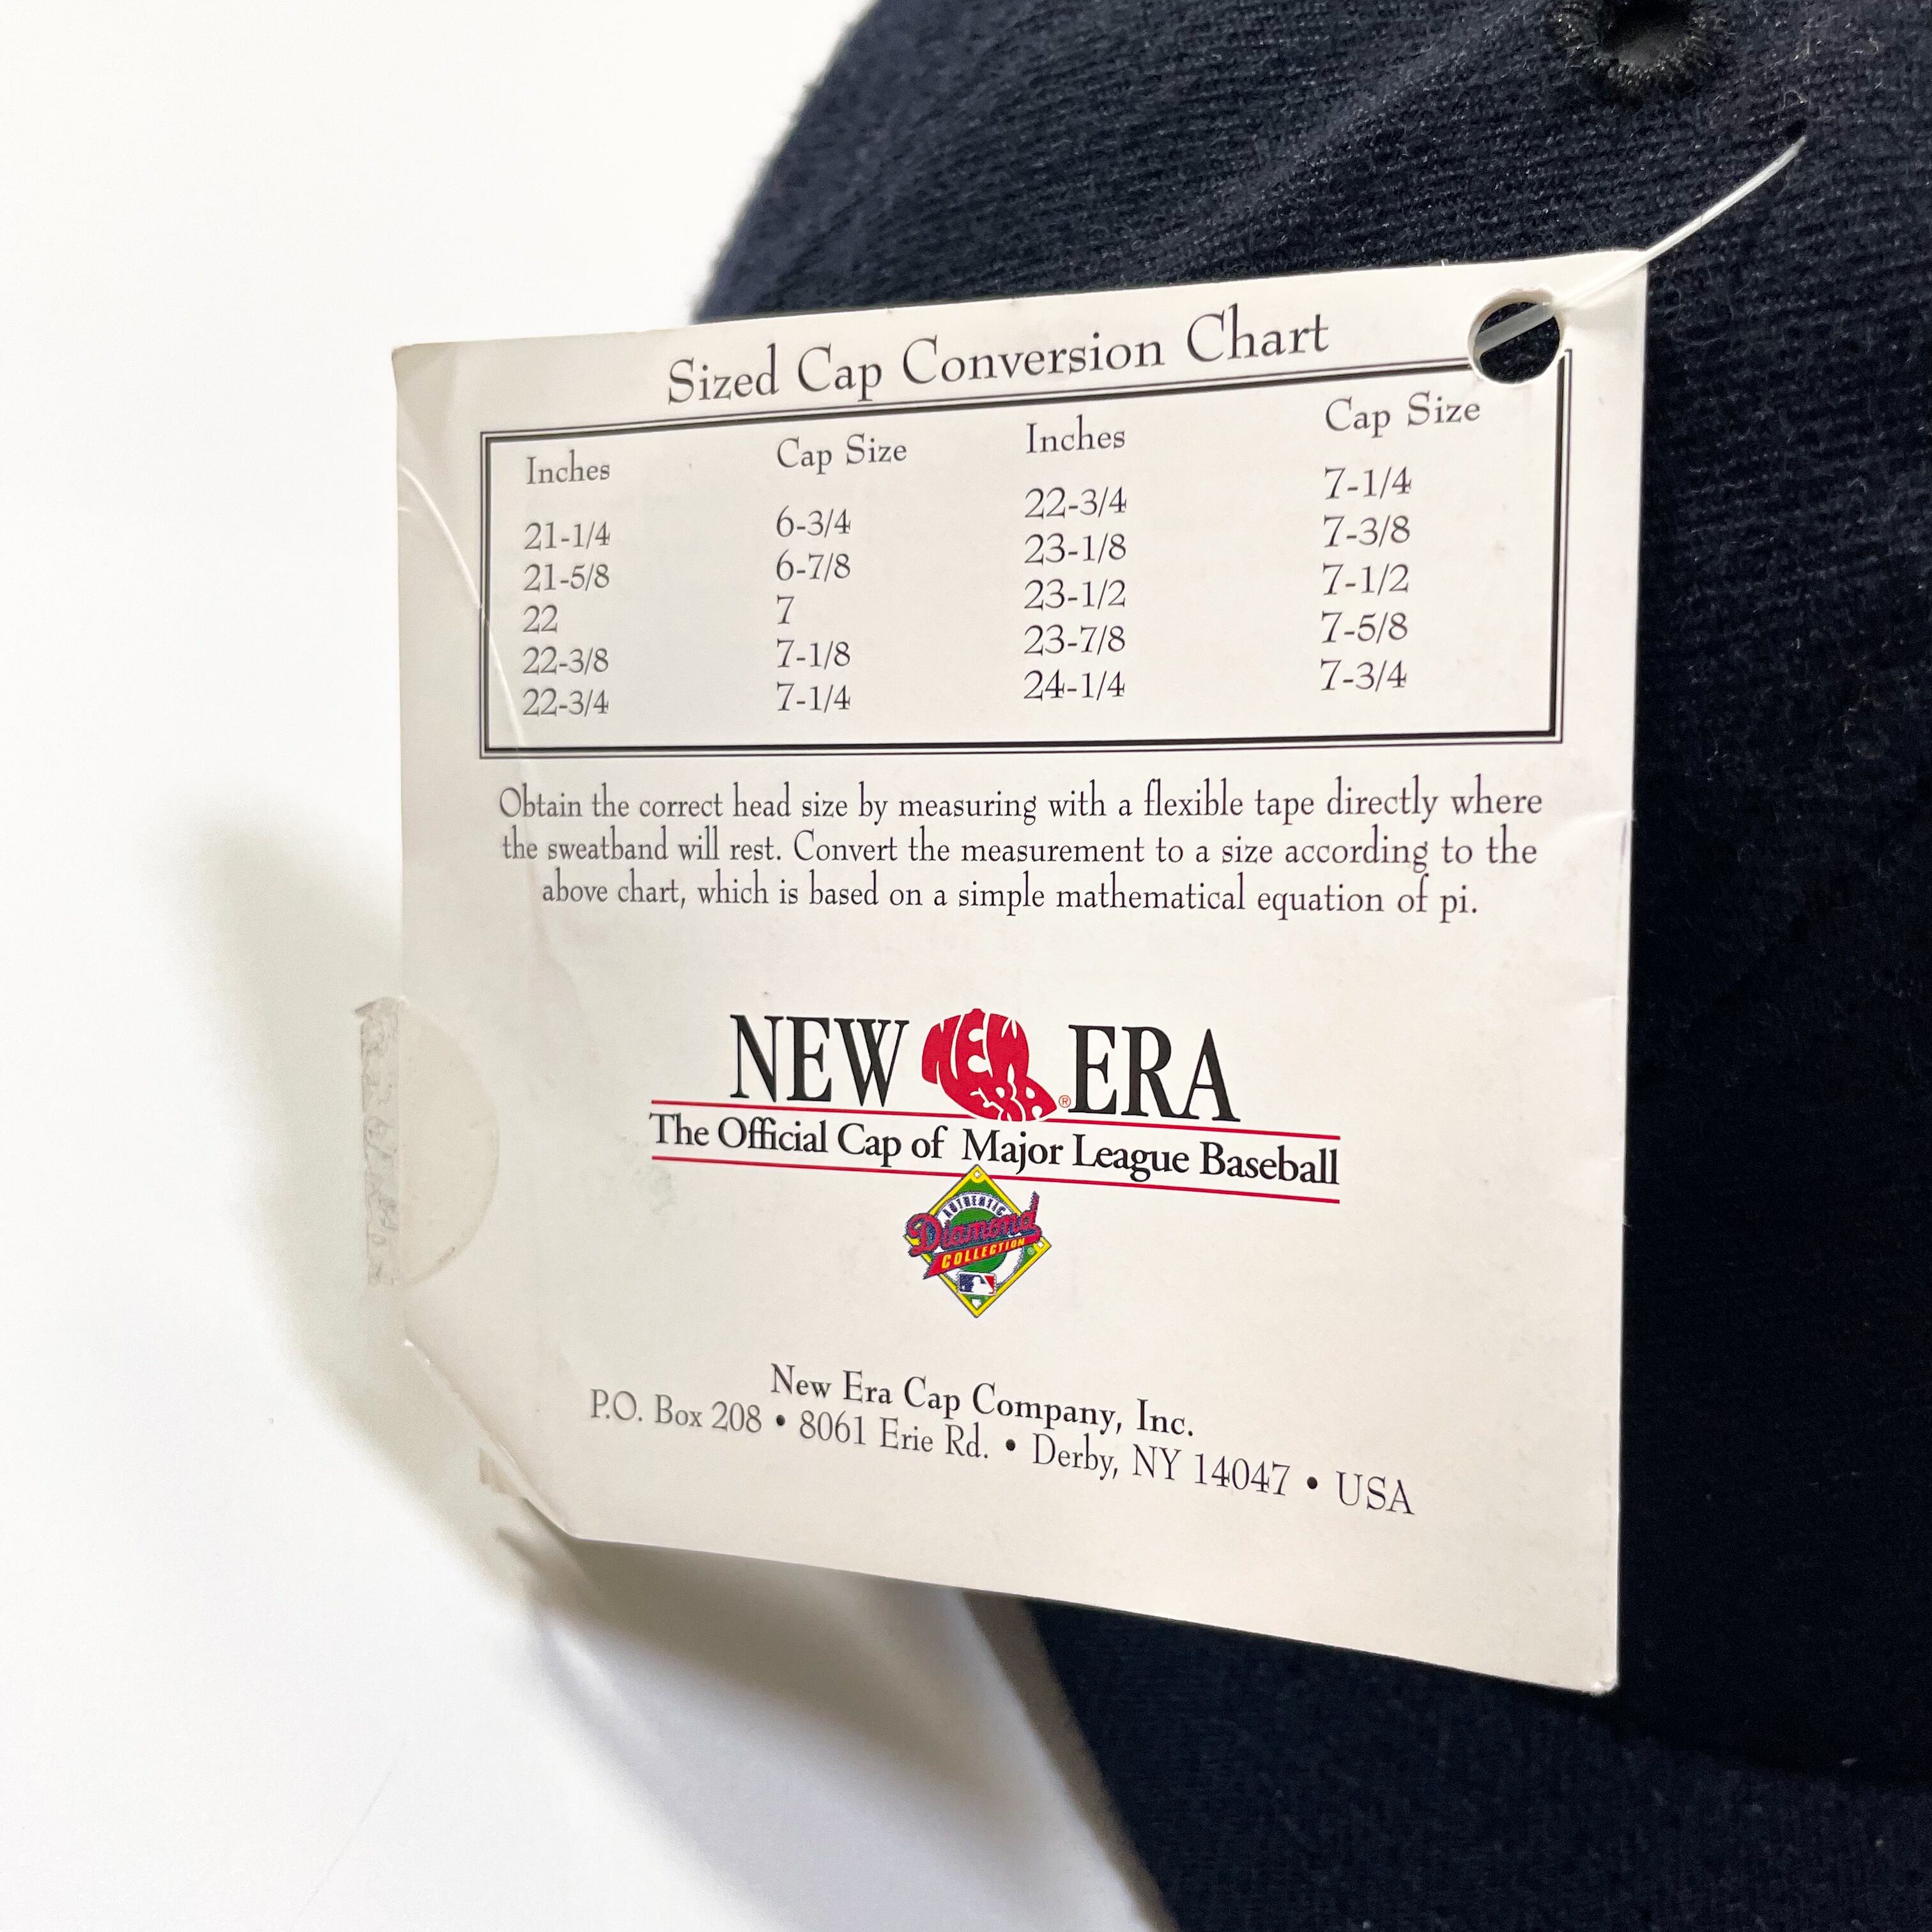 Sized Cap Conversion Chart
Inches Cap Size Inches Cap Size
21-1/4 6-3/4 22-3/4 7-1/4
21-5/8 6-7/8 23-1/8 7-3/8
22 7 23-1/2 7-1/2
22-3/8 7-1/8 23-7/8 7-5/8
22-3/4 7-1/4 24-1/4 7-3/4
Obtain the correct head size by measuring with a flexible tape directly where
the sweatband will rest. Convert the measurement to a size according to the
above chart, which is based on a simple mathematical equation of pi.
NEW NEW ERA ® ERA
The Official Cap of Major League Baseball
AUTHENTIC
Diamond
COLLECTION
New Era Cap Company, Inc.
P.O. Box 208 • 8061 Erie Rd. • Derby, NY 14047 • USA